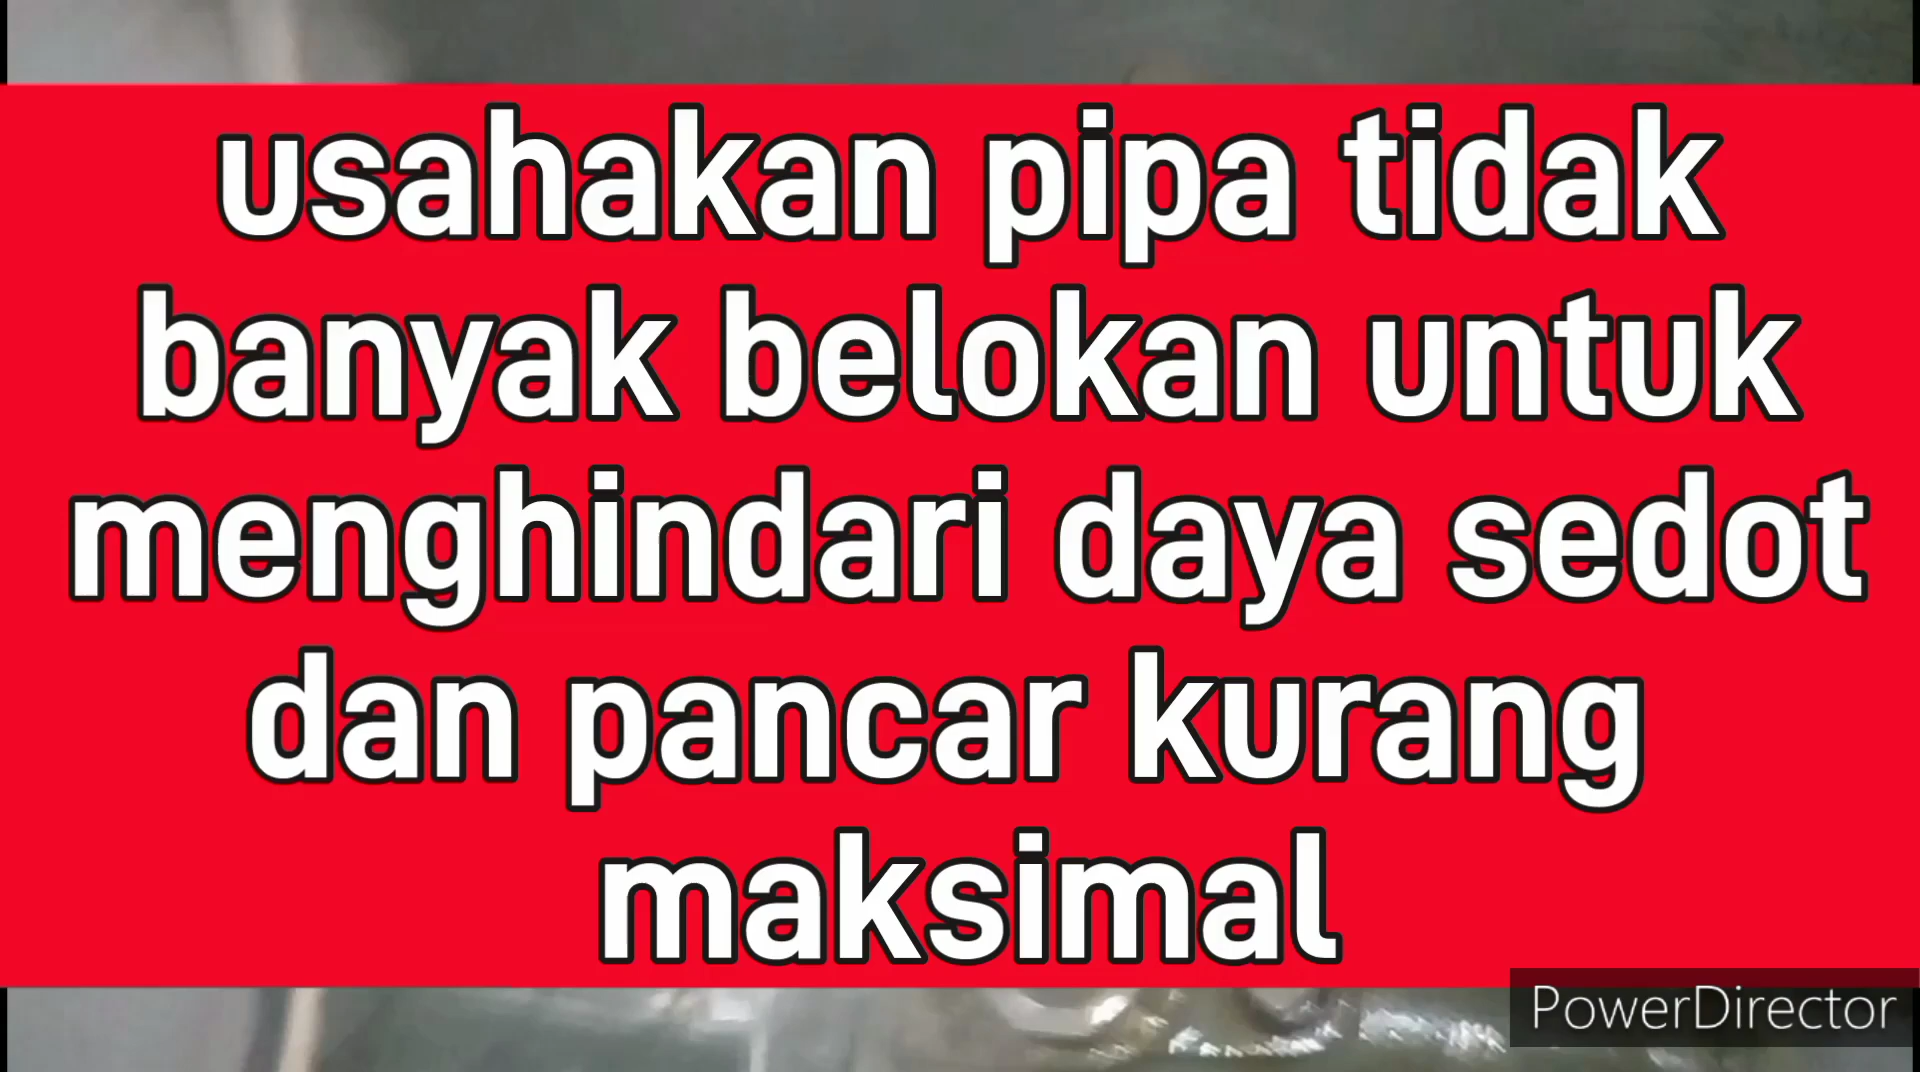 usahakan pipa tidak
banyak belokan untuk
menghindari daya sedot
dan pancar kurang
maksimal
PowerDirector